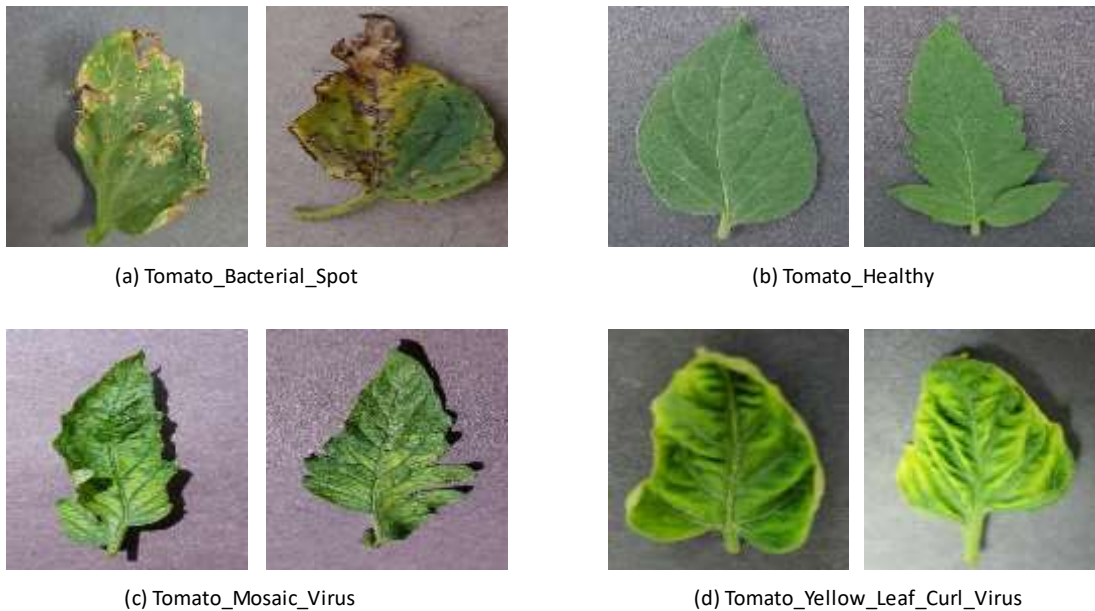 (a) Tomato_Bacterial_Spot
(b) Tomato_Healthy
(c) Tomato_Mosaic_Virus
(d) Tomato_Yellow_Leaf_Curl_Virus